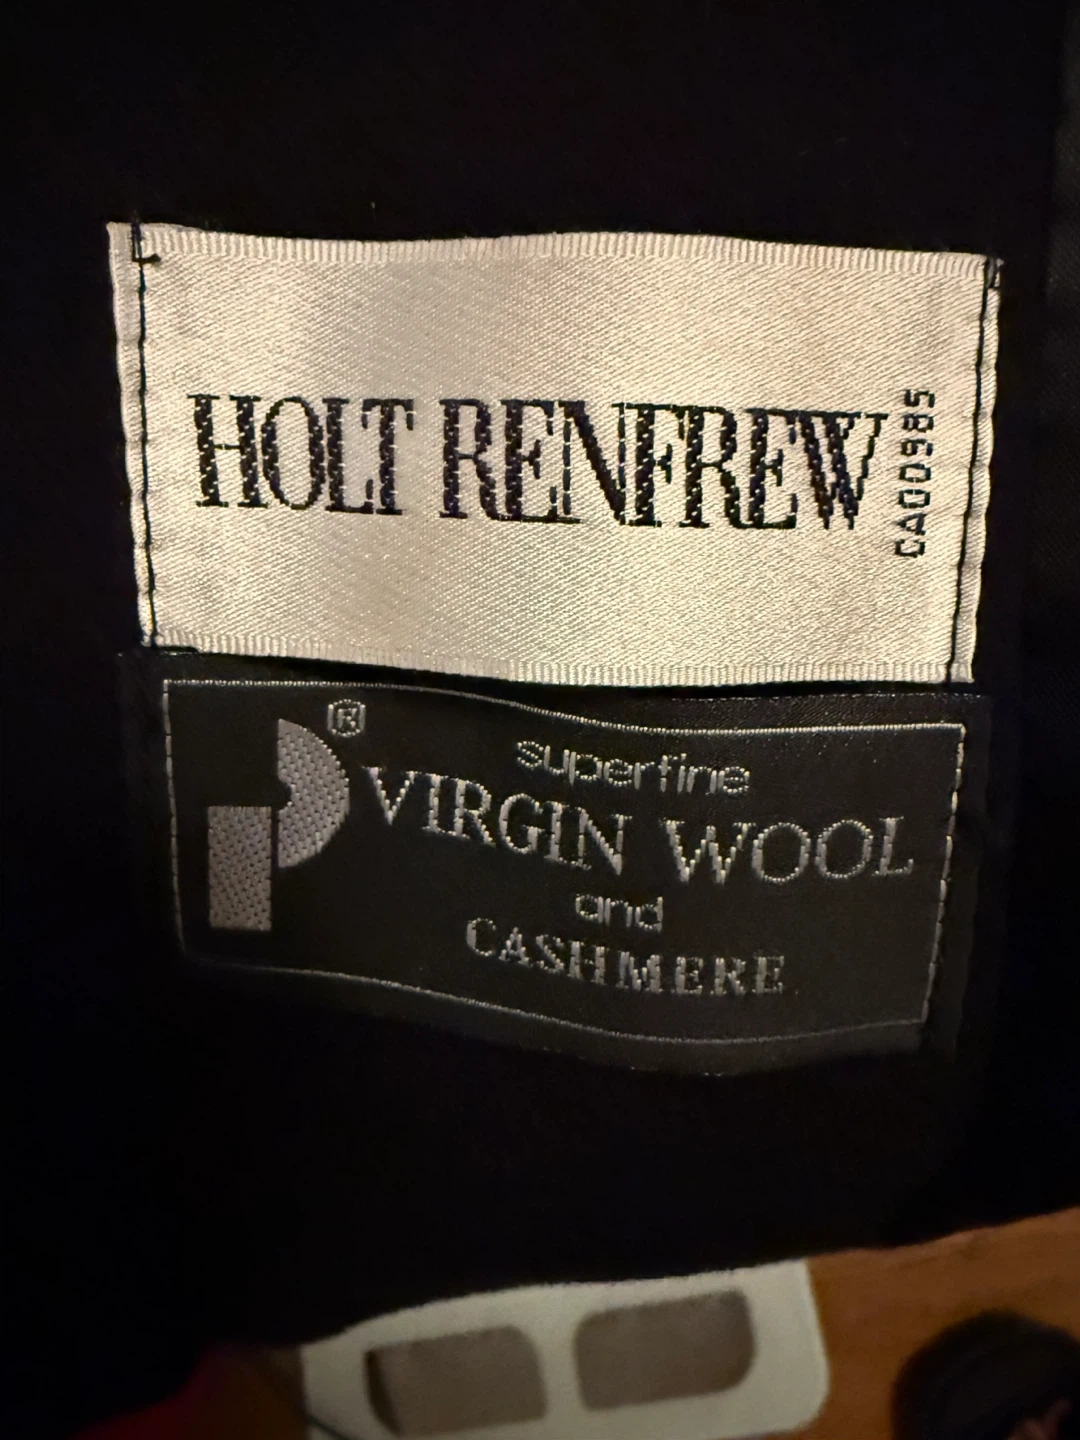 HOLT RENFREW
CA00985
®
superfine
VIRGIN WOOL
and
CASHMERE